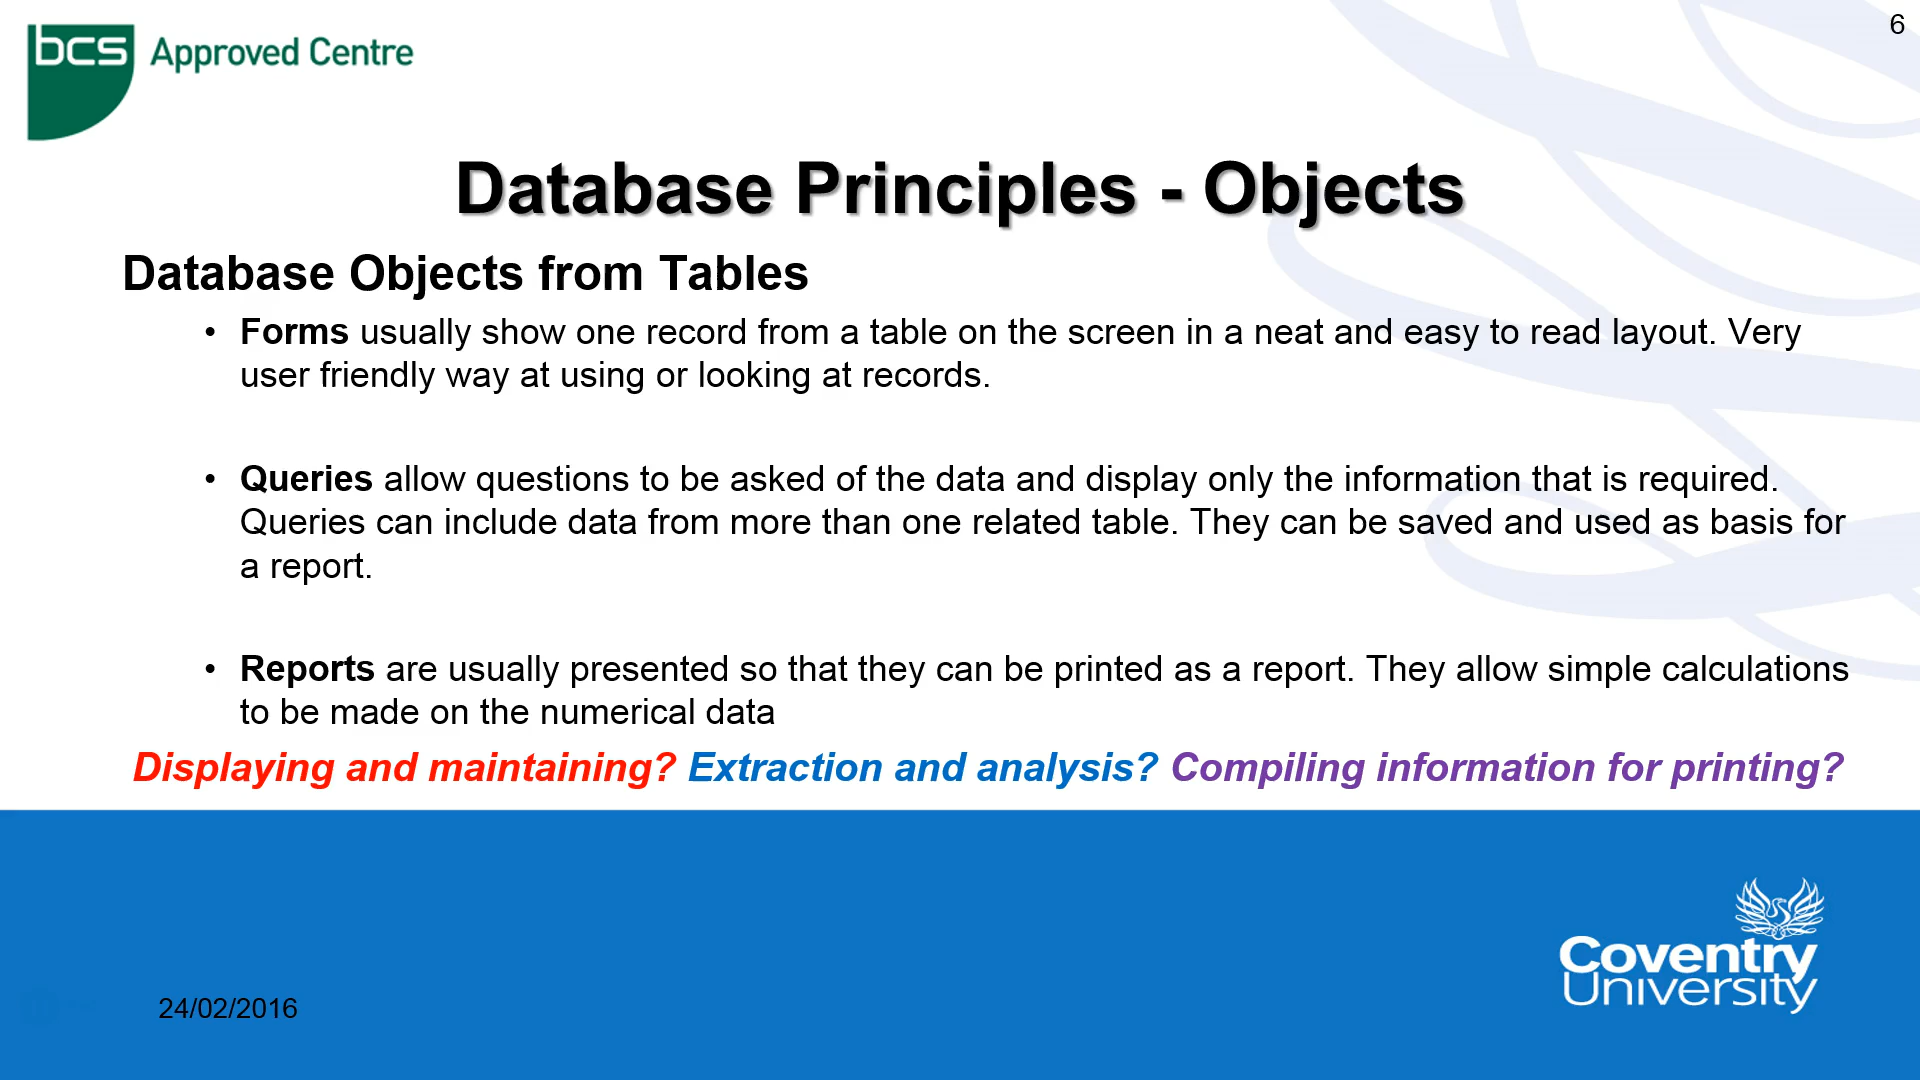 6
bcs Approved Centre
Database Principles - Objects
Database Objects from Tables
• Forms usually show one record from a table on the screen in a neat and easy to read layout. Very
user friendly way at using or looking at records.
• Queries allow questions to be asked of the data and display only the information that is required.
Queries can include data from more than one related table. They can be saved and used as basis for
a report.
• Reports are usually presented so that they can be printed as a report. They allow simple calculations
to be made on the numerical data
Displaying and maintaining? Extraction and analysis? Compiling information for printing?
Coventry
University
24/02/2016